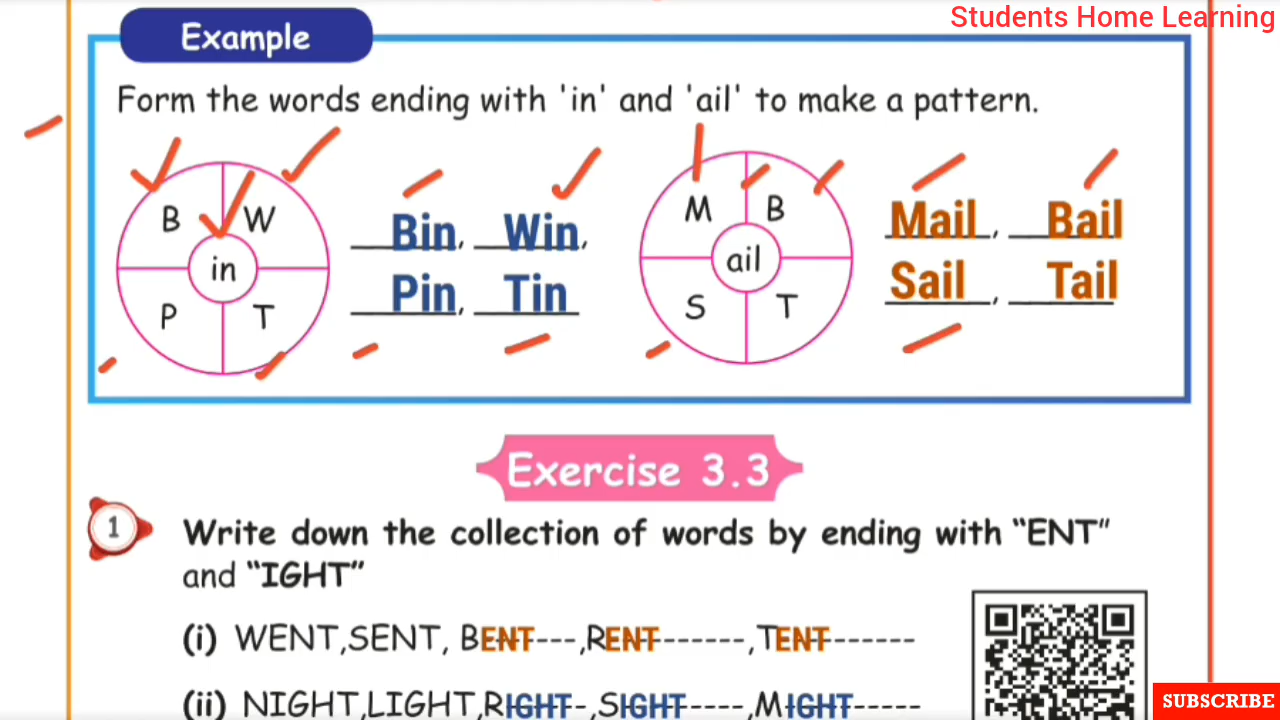 Students Home Learning
Example
Form the words ending with 'in' and 'ail' to make a pattern.
B W
in
P T
Bin, Win,
Pin, Tin
M B
ail
S T
Mail, Bail
Sail, Tail
Exercise 3.3
1 Write down the collection of words by ending with “ENT”
and “IGHT”
(i) WENT,SENT, BENT---,RENT------,TENT------
(ii) NIGHT,LIGHT,RIGHT-,SIGHT----,MIGHT-----
SUBSCRIBE